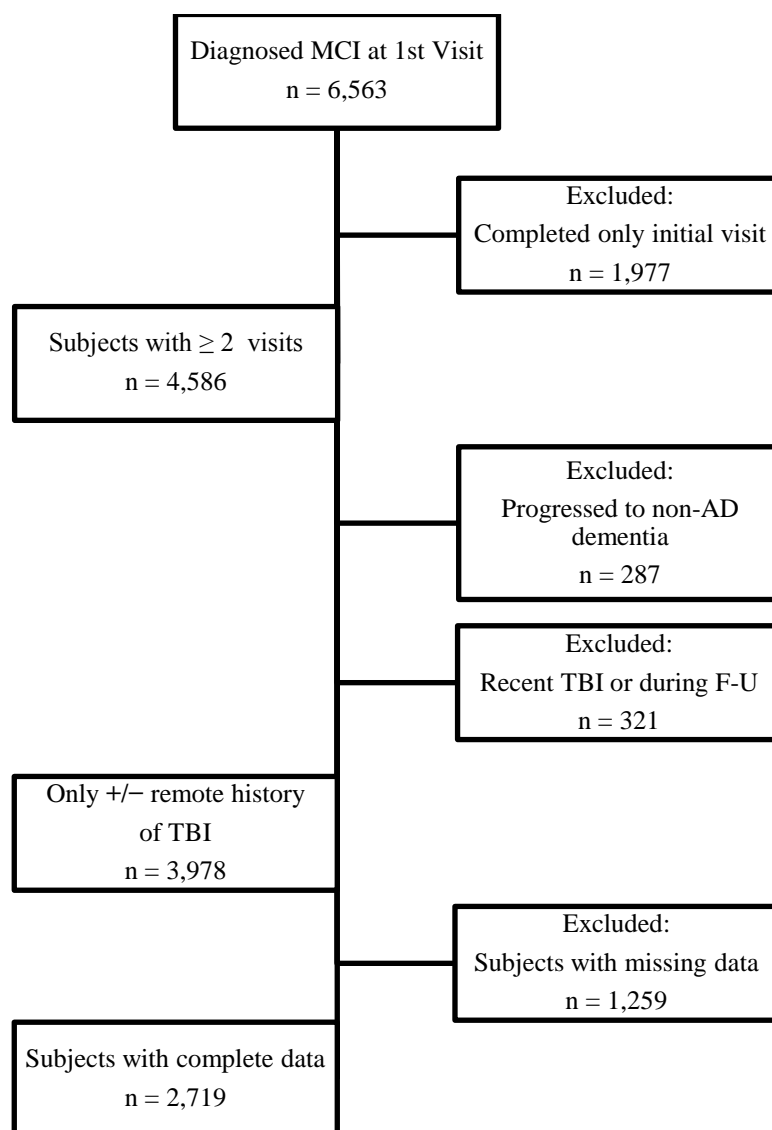 Diagnosed MCI at 1st Visit
n = 6,563
Excluded:
Completed only initial visit
n = 1,977
Subjects with ≥ 2 visits
n = 4,586
Excluded:
Progressed to non-AD
dementia
n = 287
Excluded:
Recent TBI or during F-U
n = 321
Only +/− remote history
of TBI
n = 3,978
Excluded:
Subjects with missing data
n = 1,259
Subjects with complete data
n = 2,719